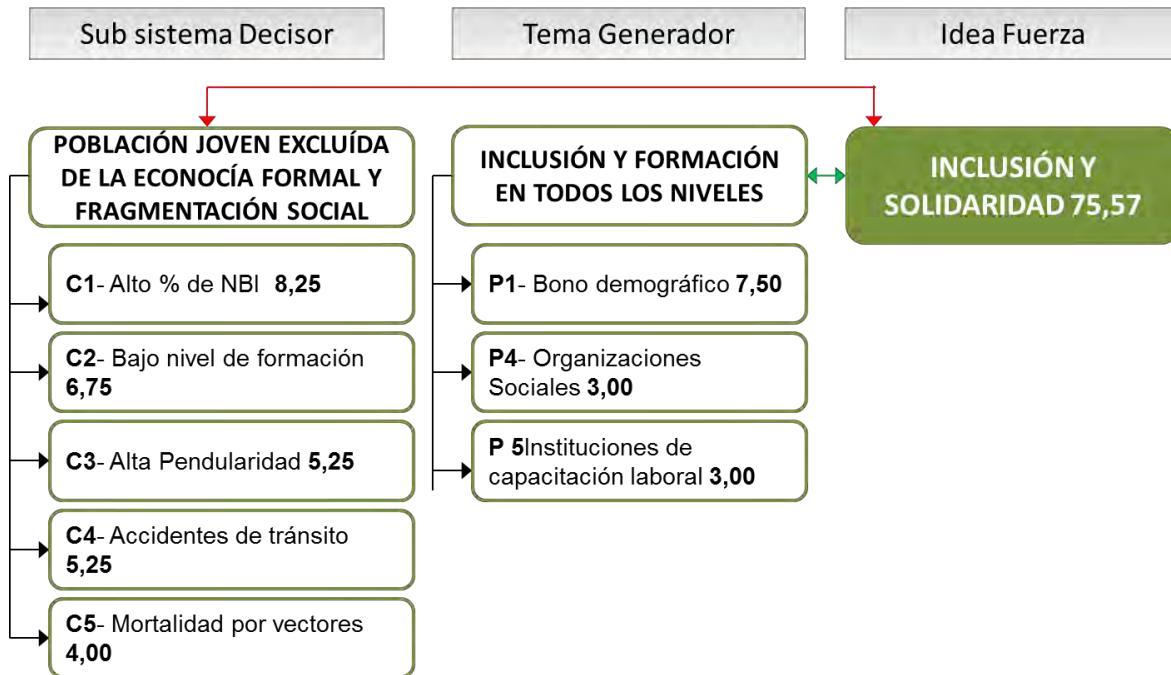 Sub sistema Decisor
Tema Generador
Idea Fuerza
POBLACIÓN JOVEN EXCLUÍDA
DE LA ECONOCÍA FORMAL Y
FRAGMENTACIÓN SOCIAL
C1- Alto % de NBI 8,25
C2- Bajo nivel de formación
6,75
C3- Alta Pendularidad 5,25
C4- Accidentes de tránsito
5,25
C5- Mortalidad por vectores
4,00
INCLUSIÓN Y FORMACIÓN
EN TODOS LOS NIVELES
P1- Bono demográfico 7,50
P4- Organizaciones
Sociales 3,00
P 5Instituciones de
capacitación laboral 3,00
INCLUSIÓN Y
SOLIDARIDAD 75,57